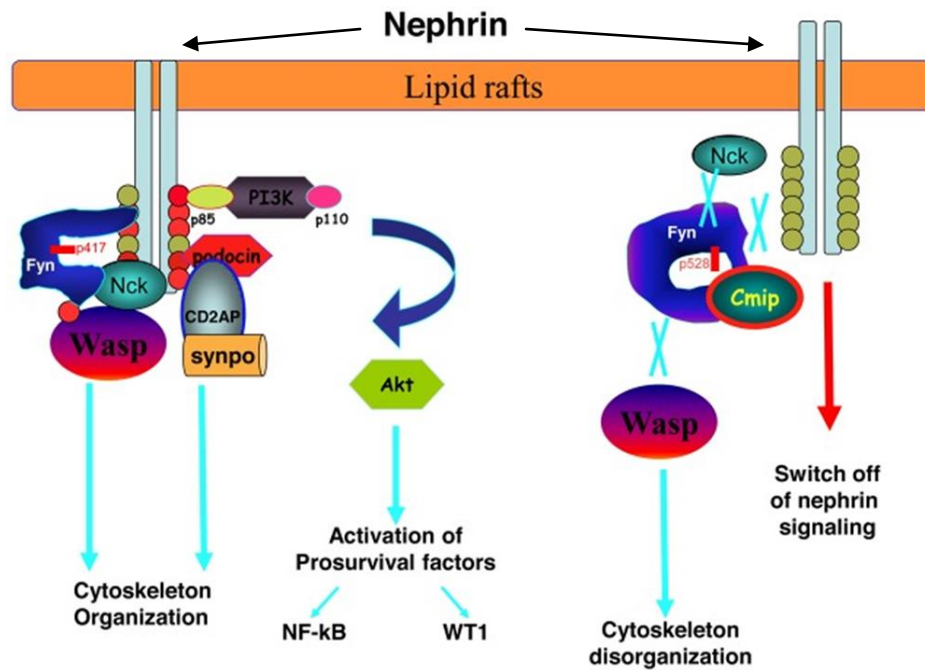 Nephrin
Lipid rafts
Nck
PI3K
p85
p110
p417
Fyn
podocin
Nck
CD2AP
Wasp
synpo
Akt
Fyn
p528
Cmip
Wasp
Switch off
of nephrin
signaling
Activation of
Prosurvival factors
Cytoskeleton
Organization
NF-kB
WT1
Cytoskeleton
disorganization